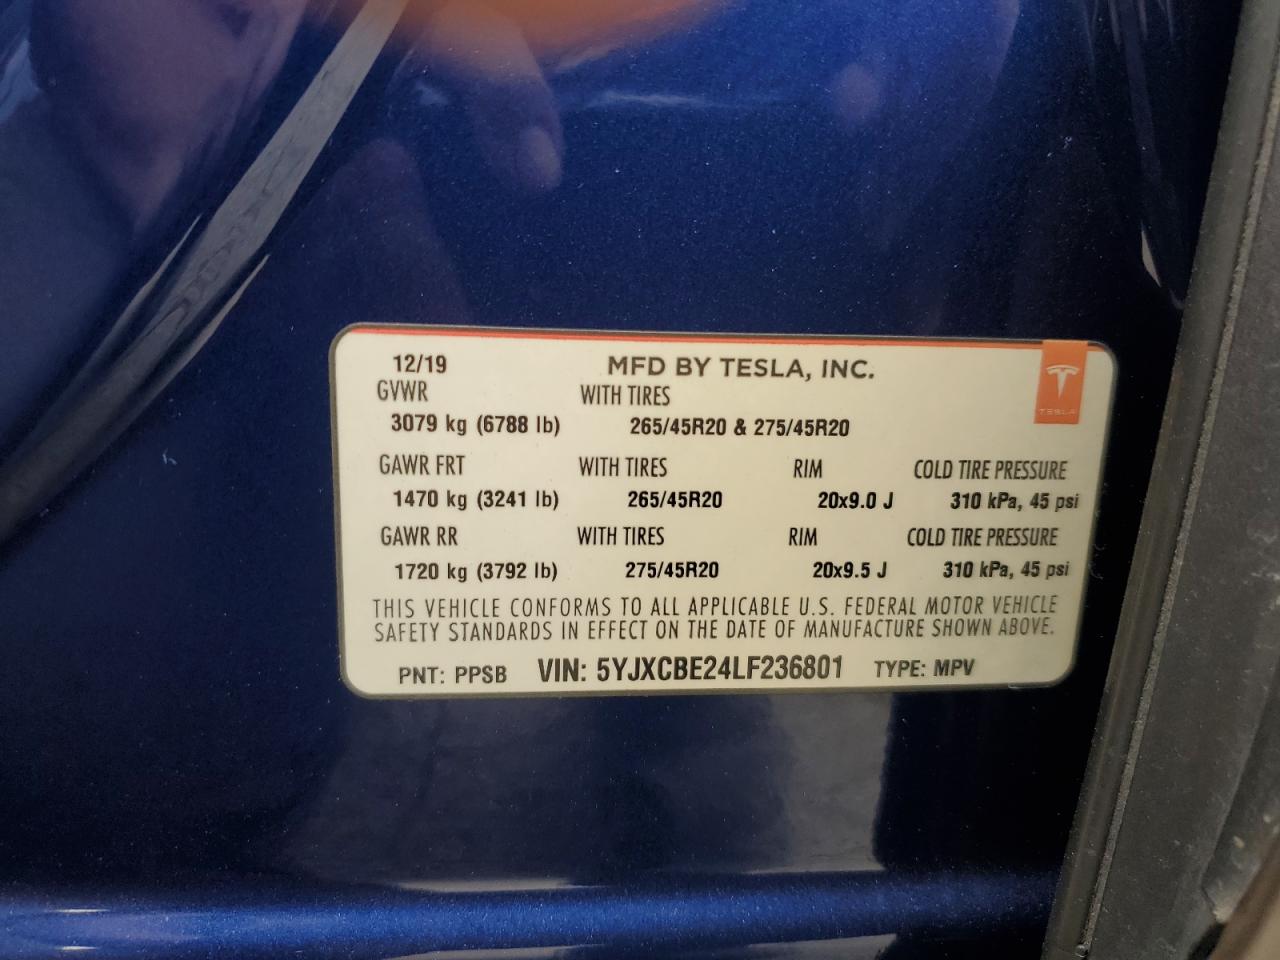 12/19 MFD BY TESLA, INC.
GVWR WITH TIRES
3079 kg (6788 lb) 265/45R20 & 275/45R20
TESLA
GAWR FRT WITH TIRES RIM COLD TIRE PRESSURE
1470 kg (3241 lb) 265/45R20 20x9.0 J 310 kPa, 45 psi
GAWR RR WITH TIRES RIM COLD TIRE PRESSURE
1720 kg (3792 lb) 275/45R20 20x9.5 J 310 kPa, 45 psi
THIS VEHICLE CONFORMS TO ALL APPLICABLE U.S. FEDERAL MOTOR VEHICLE
SAFETY STANDARDS IN EFFECT ON THE DATE OF MANUFACTURE SHOWN ABOVE.
PNT: PPSB VIN: 5YJXCBE24LF236801 TYPE: MPV